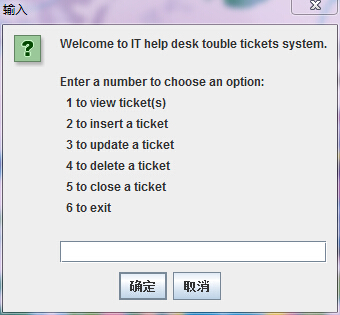 输入
Welcome to IT help desk touble tickets system.
Enter a number to choose an option:
1 to view ticket(s)
2 to insert a ticket
3 to update a ticket
4 to delete a ticket
5 to close a ticket
6 to exit
确定 取消